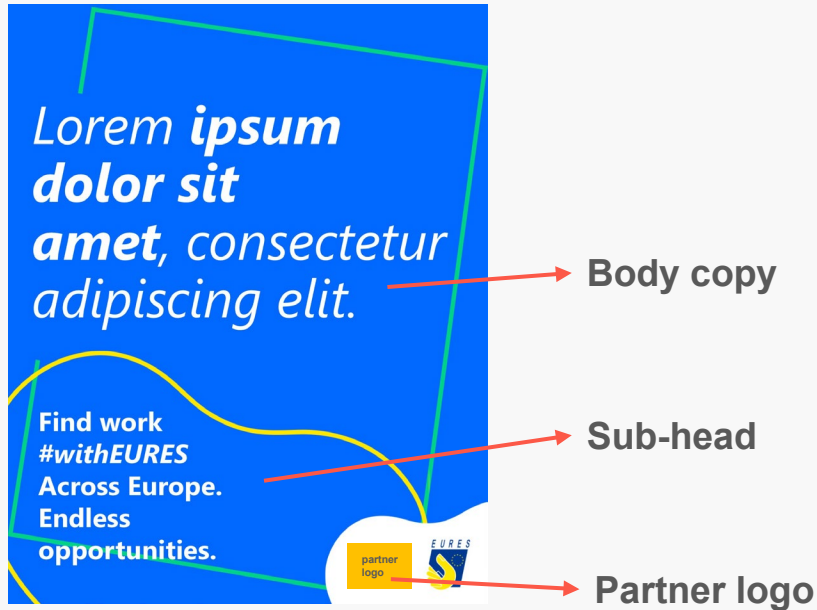 Lorem ipsum
dolor sit
amet, consectetur
adipiscing elit.
Body copy
Find work
#withEURES
Across Europe.
Endless
opportunities.
Sub-head
partner
logo
EURES
Partner logo